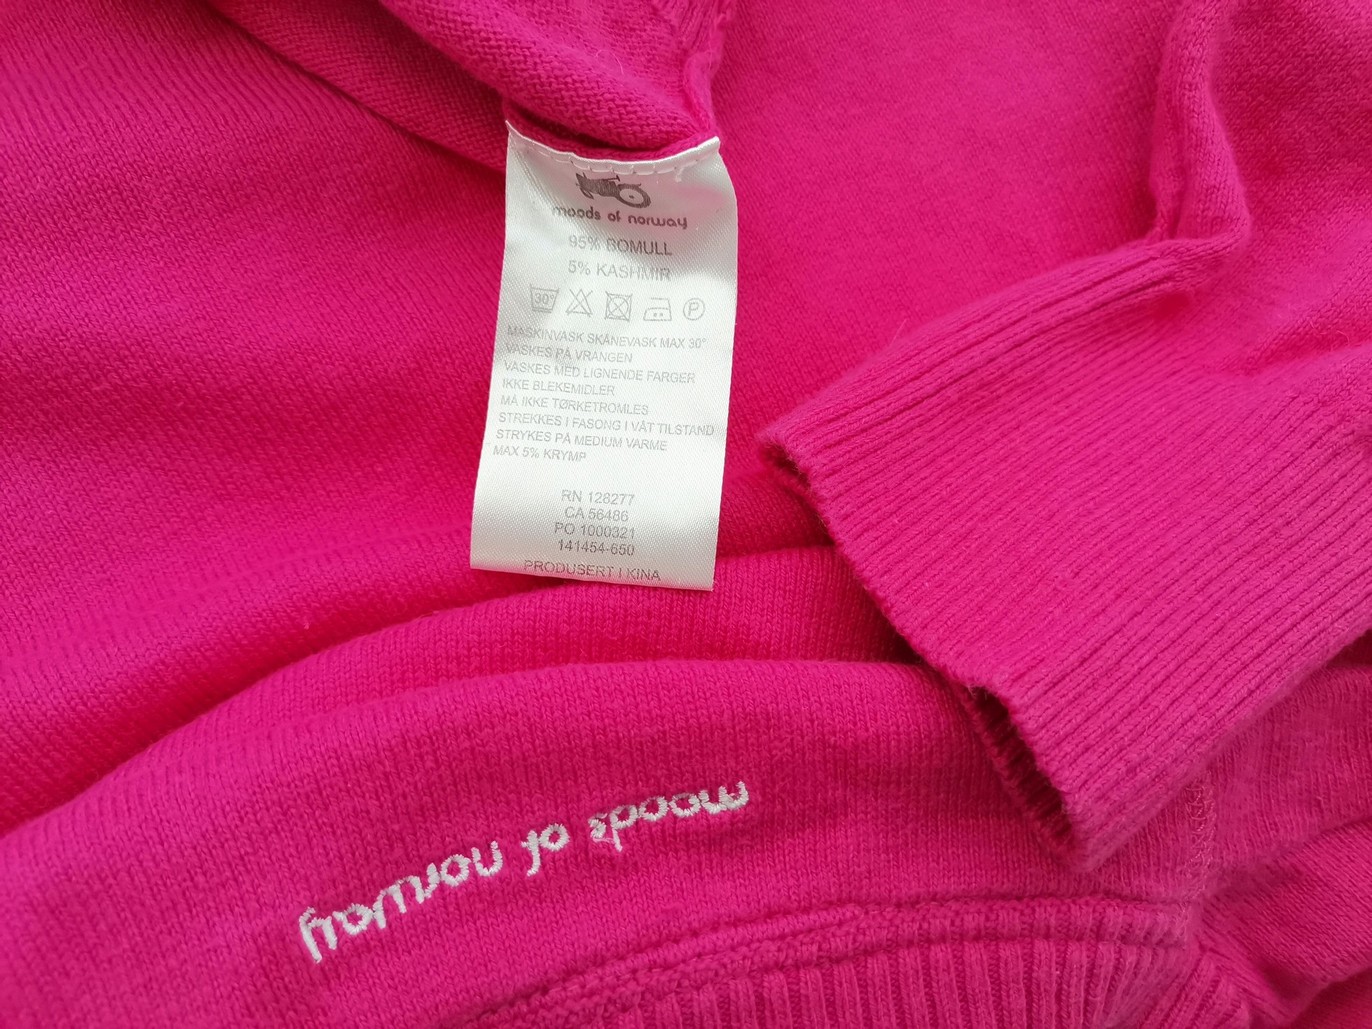 moods of norway
95% BOMULL
5% KASHMIR
30°
P
MASKINVASK SKÅNEVASK MAX 30°
VASKES PÅ VRANGEN
VASKES MED LIGNENDE FARGER
IKKE BLEKEMIDLER
MÅ IKKE TØRKETROMLES
STREKKES I FASONG I VÅT TILSTAND
STRYKES PÅ MEDIUM VARME
MAX 5% KRYMP
RN 128277
CA 56486
PO 1000321
141454-650
PRODUSERT I KINA
moods of norway